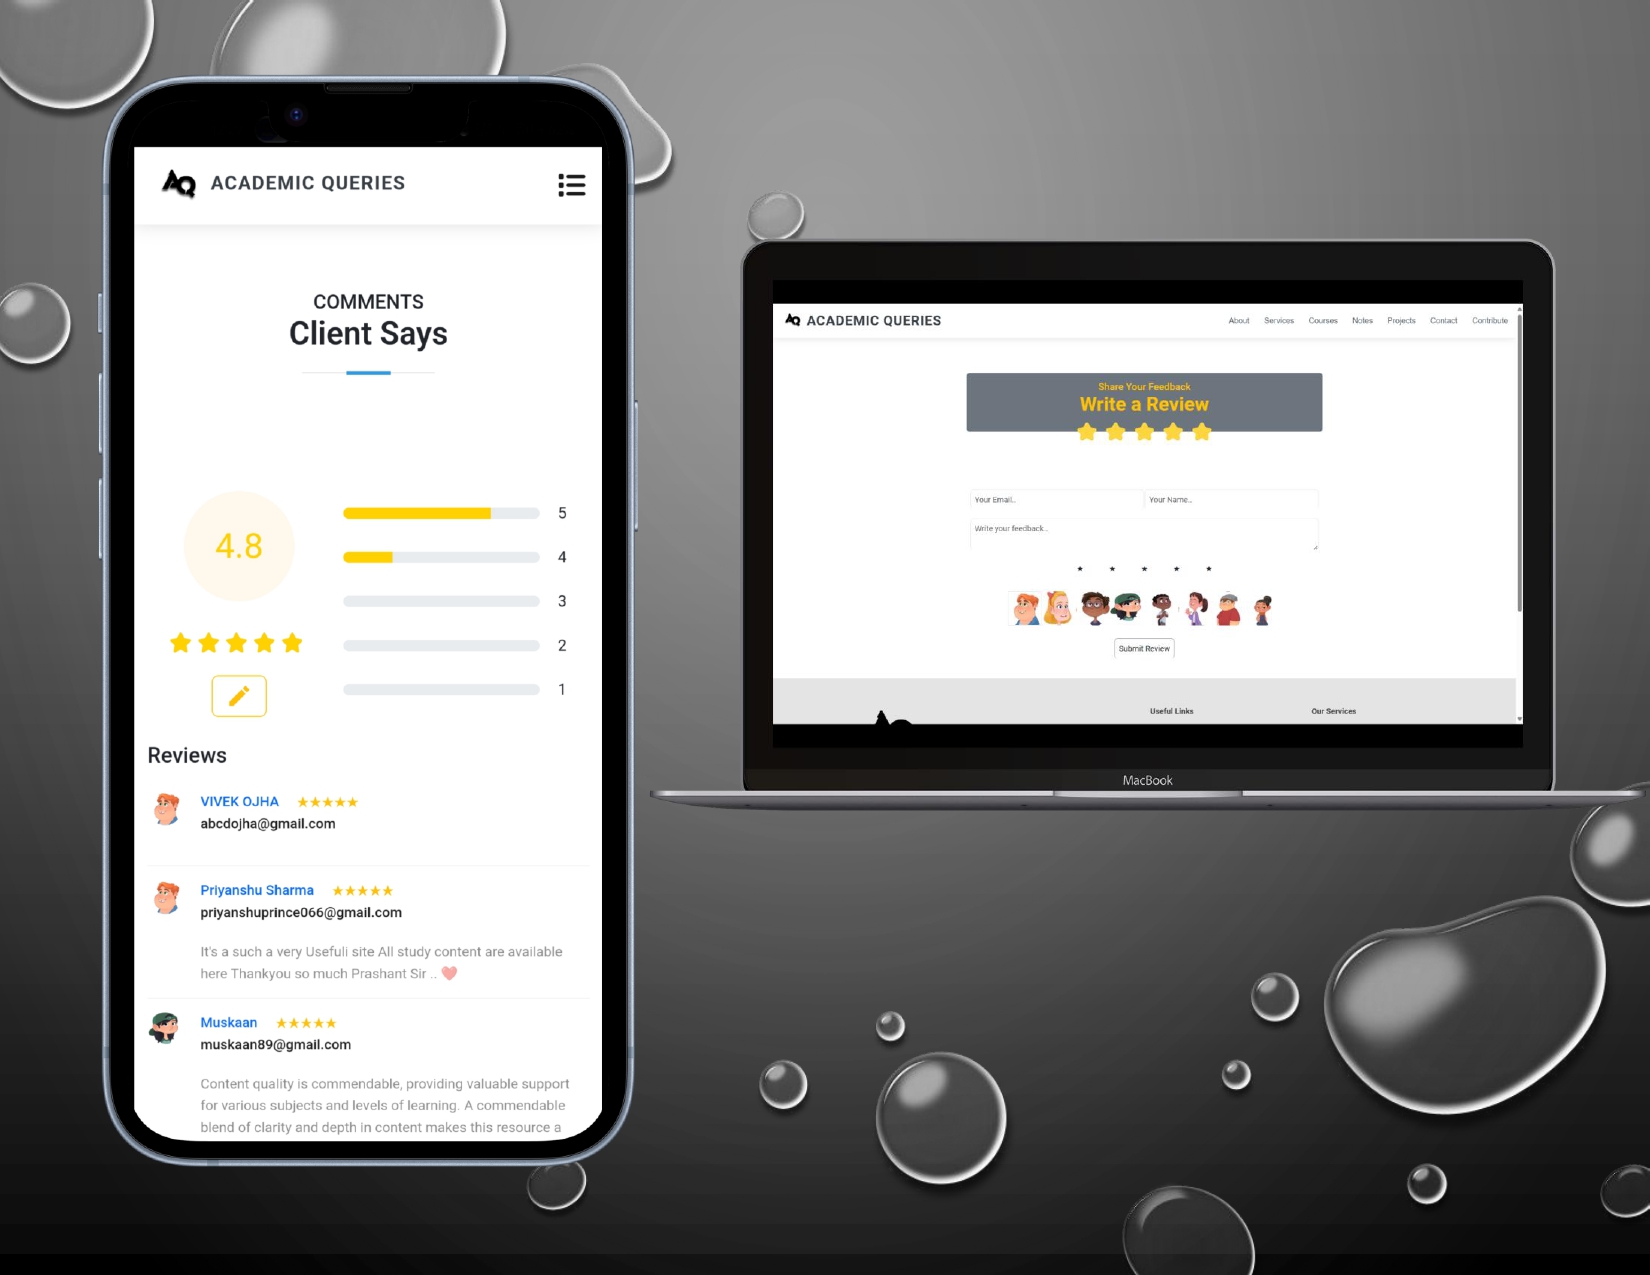 AQ ACADEMIC QUERIES
COMMENTS
Client Says
4.8
5
4
3
2
1
Reviews
VIVEK OJHA
abcdojha@gmail.com
Priyanshu Sharma
priyanshuprince066@gmail.com
It's a such a very Usefuli site All study content are available
here Thankyou so much Prashant Sir .. ❤️
Muskaan
muskaan89@gmail.com
Content quality is commendable, providing valuable support
for various subjects and levels of learning. A commendable
blend of clarity and depth in content makes this resource a
AQ ACADEMIC QUERIES
About Services Courses Notes Projects Contact Contribute
Share Your Feedback
Write a Review
Your Email.. Your Name...
Write your feedback...
Submit Review
Useful Links Our Services
MacBook